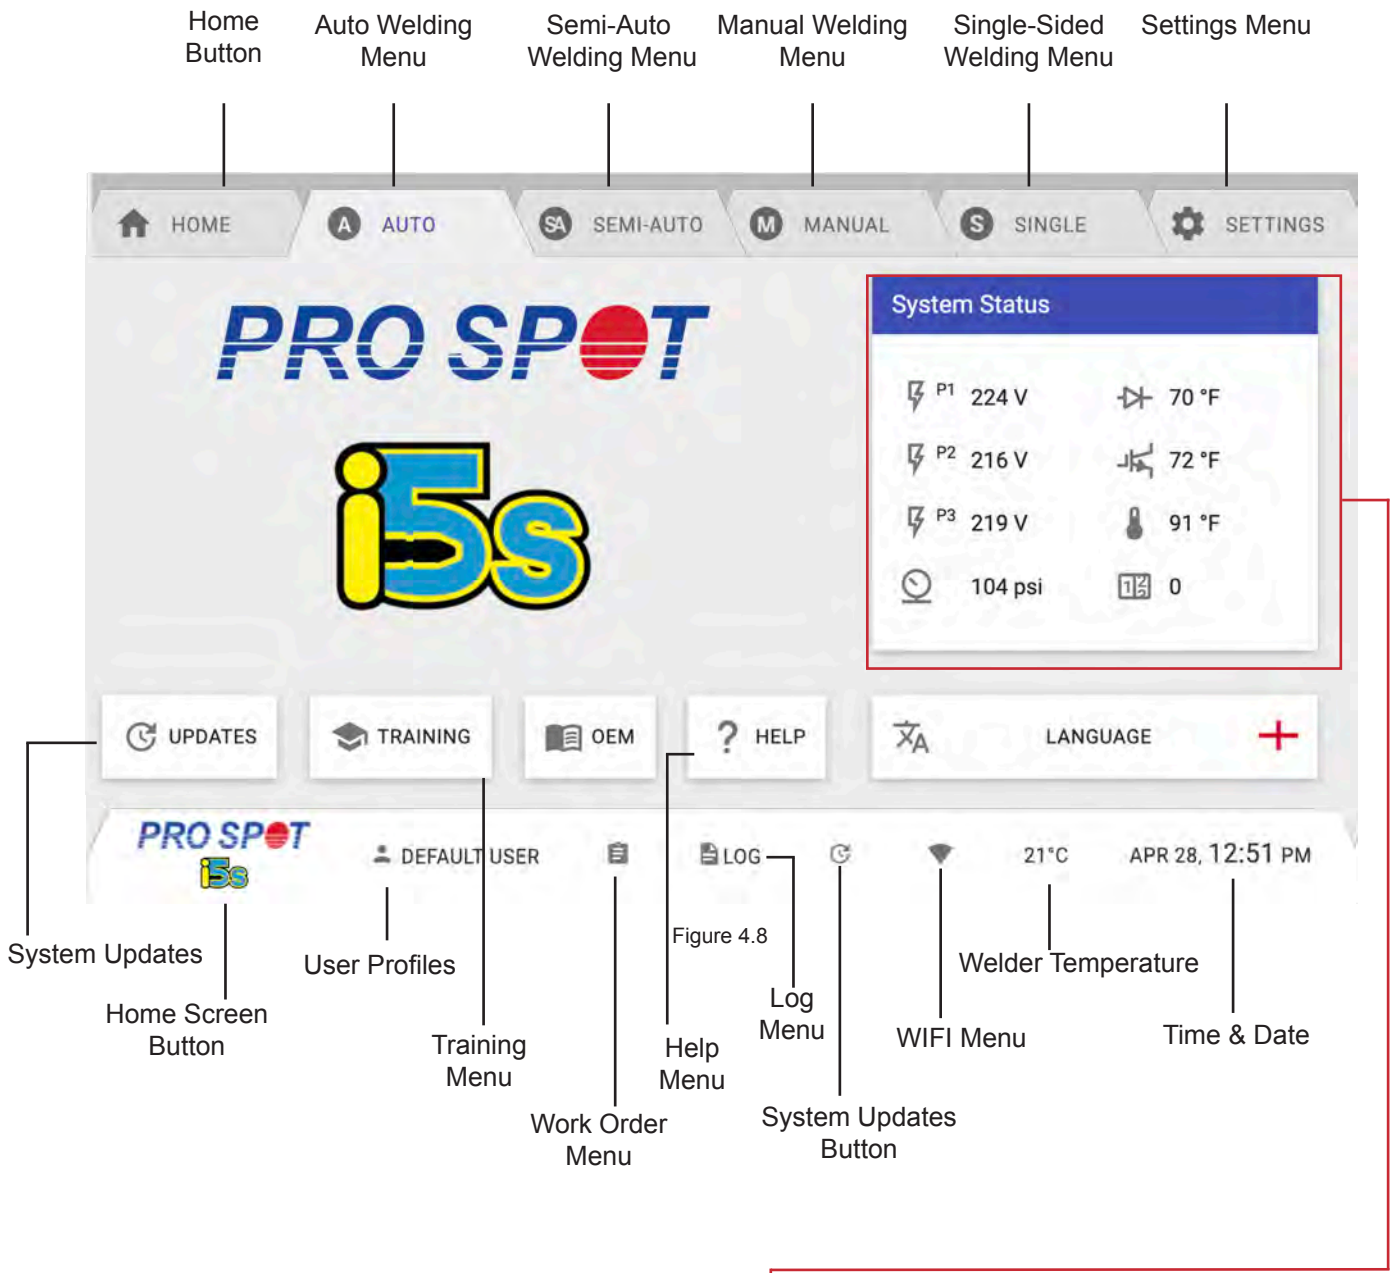 Home
Button
Auto Welding
Menu
Semi-Auto
Welding Menu
Manual Welding
Menu
Single-Sided
Welding Menu
Settings Menu
HOME
A AUTO
SA SEMI-AUTO
M MANUAL
S SINGLE
SETTINGS
PRO SPOT
i5s
System Status
P1 224 V
70 °F
P2 216 V
72 °F
P3 219 V
91 °F
104 psi
0
UPDATES
TRAINING
OEM
? HELP
LANGUAGE
PRO SPOT
i5s
DEFAULT USER
LOG
21°C
APR 28, 12:51 PM
Figure 4.8
System Updates
User Profiles
Welder Temperature
Home Screen
Button
Log
Menu
Training
Menu
Help
Menu
WIFI Menu
Time & Date
Work Order
Menu
System Updates
Button